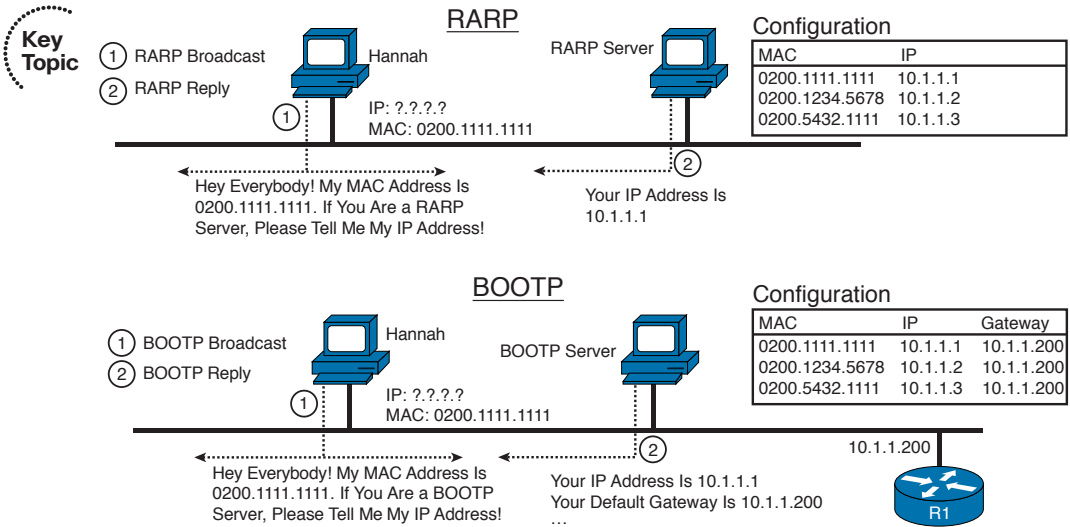 RARP
Key
Topic
1 RARP Broadcast
2 RARP Reply
Hannah
1
IP: ?.?.?.?
MAC: 0200.1111.1111
Hey Everybody! My MAC Address Is
0200.1111.1111. If You Are a RARP
Server, Please Tell Me My IP Address!
RARP Server
2
Your IP Address Is
10.1.1.1
Configuration
MAC IP
0200.1111.1111 10.1.1.1
0200.1234.5678 10.1.1.2
0200.5432.1111 10.1.1.3
BOOTP
1 BOOTP Broadcast
2 BOOTP Reply
Hannah
1
IP: ?.?.?.?
MAC: 0200.1111.1111
Hey Everybody! My MAC Address Is
0200.1111.1111. If You Are a BOOTP
Server, Please Tell Me My IP Address!
BOOTP Server
2
Your IP Address Is 10.1.1.1
Your Default Gateway Is 10.1.1.200
…
Configuration
MAC IP Gateway
0200.1111.1111 10.1.1.1 10.1.1.200
0200.1234.5678 10.1.1.2 10.1.1.200
0200.5432.1111 10.1.1.3 10.1.1.200
10.1.1.200
R1